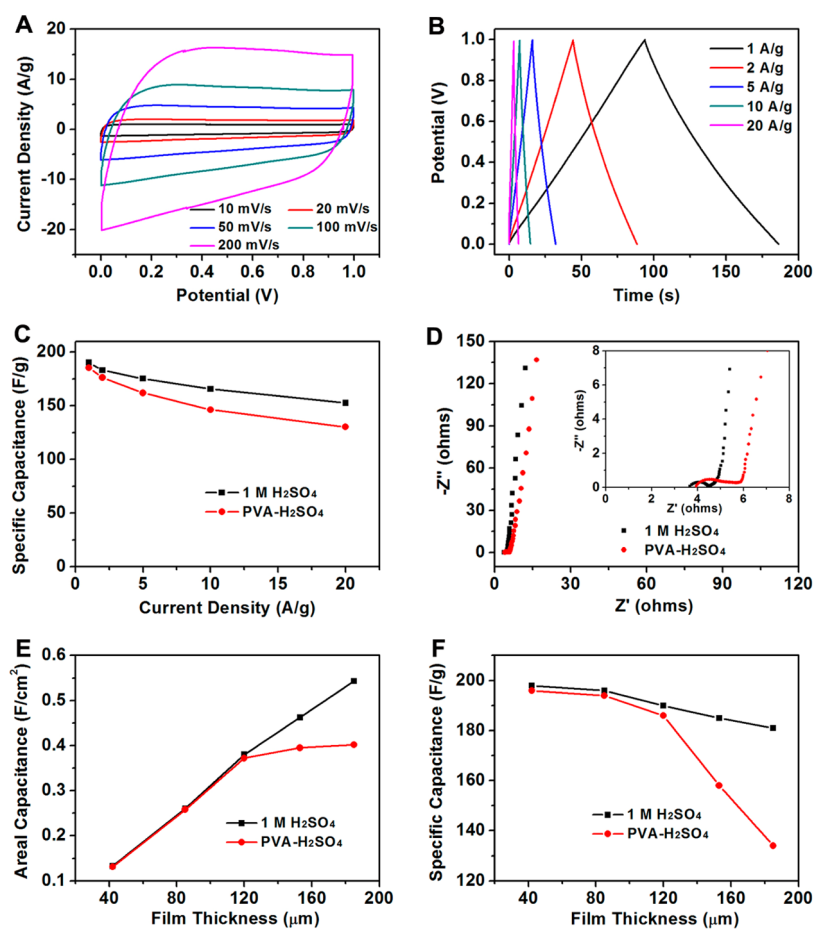 A
Current Density (A/g)
20
10
0
-10
-20
10 mV/s
20 mV/s
50 mV/s
100 mV/s
200 mV/s
0.0 0.2 0.4 0.6 0.8 1.0
Potential (V)
B
Potential (V)
1.0
0.8
0.6
0.4
0.2
0.0
1 A/g
2 A/g
5 A/g
10 A/g
20 A/g
0 50 100 150 200
Time (s)
C
Specific Capacitance (F/g)
200
150
100
50
0
1 M H₂SO₄
PVA-H₂SO₄
0 5 10 15 20
Current Density (A/g)
D
-Z" (ohms)
150
135
120
105
90
75
60
45
30
15
0
-Z" (ohms)
8
6
4
2
0
0 2 4 6 8
Z' (ohms)
1 M H₂SO₄
PVA-H₂SO₄
0 30 60 90 120
Z' (ohms)
E
Areal Capacitance (F/cm²)
0.6
0.5
0.4
0.3
0.2
0.1
1 M H₂SO₄
PVA-H₂SO₄
40 80 120 160 200
Film Thickness (μm)
F
Specific Capacitance (F/g)
200
180
160
140
120
1 M H₂SO₄
PVA-H₂SO₄
40 80 120 160 200
Film Thickness (μm)